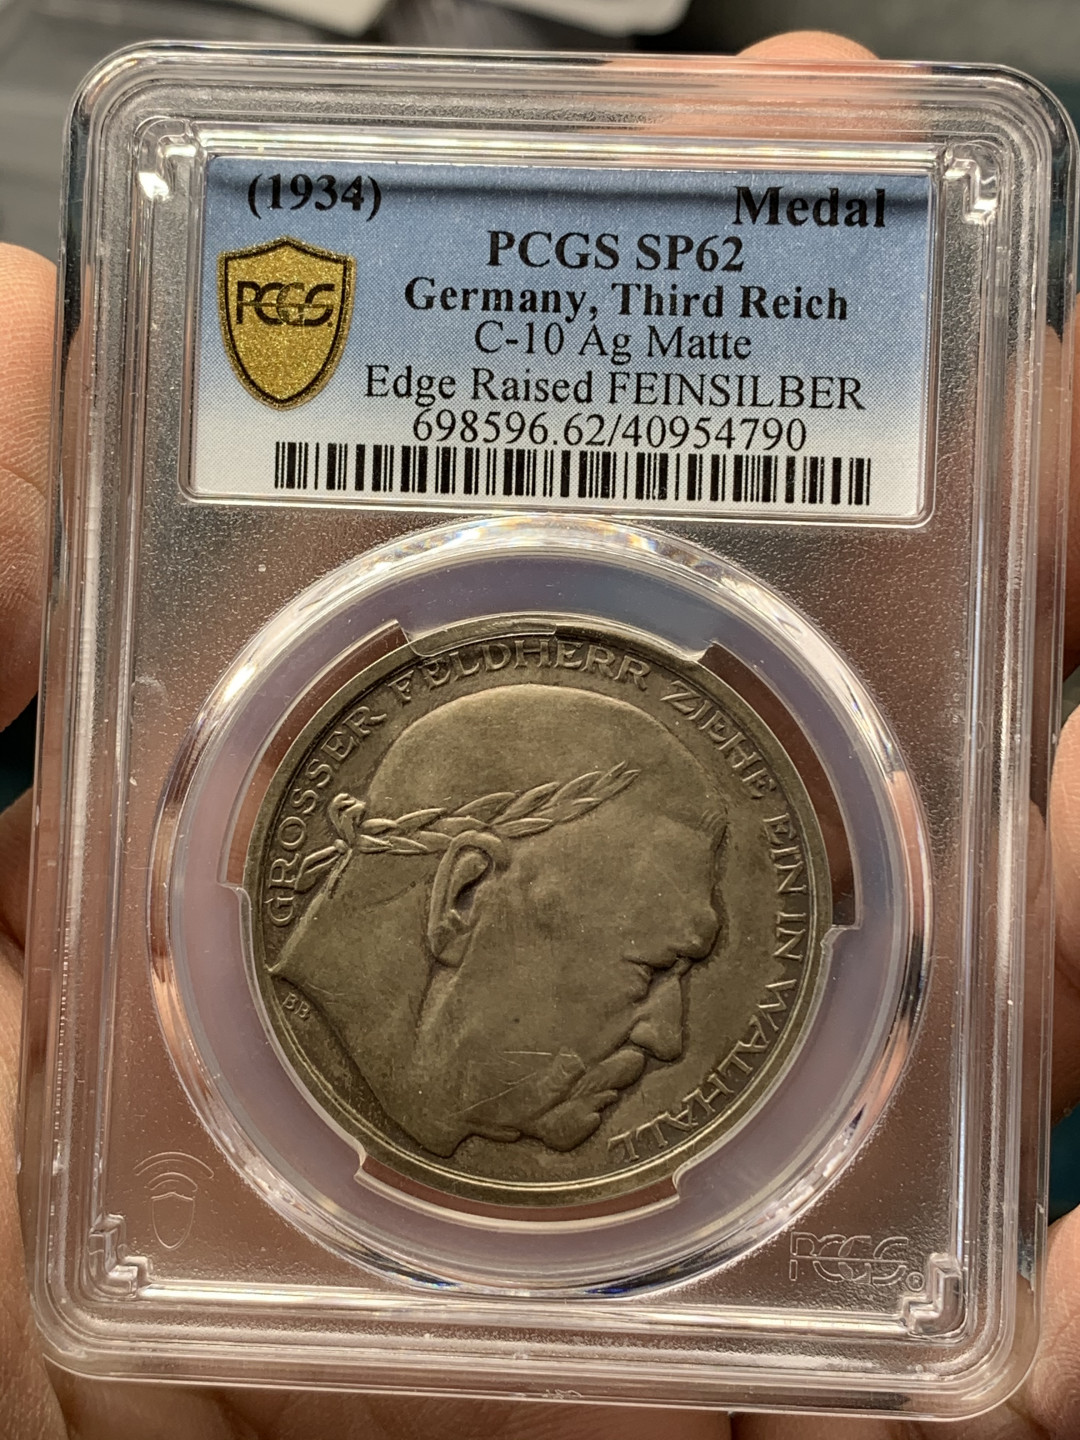 (1934) Medal
PCGS SP62
PCGS
Germany, Third Reich
C-10 Ag Matte
Edge Raised FEINSILBER
698596.62/40954790
GROSSER FELDHERR ZIEHE EIN IN WALHALL
BB
PCGS